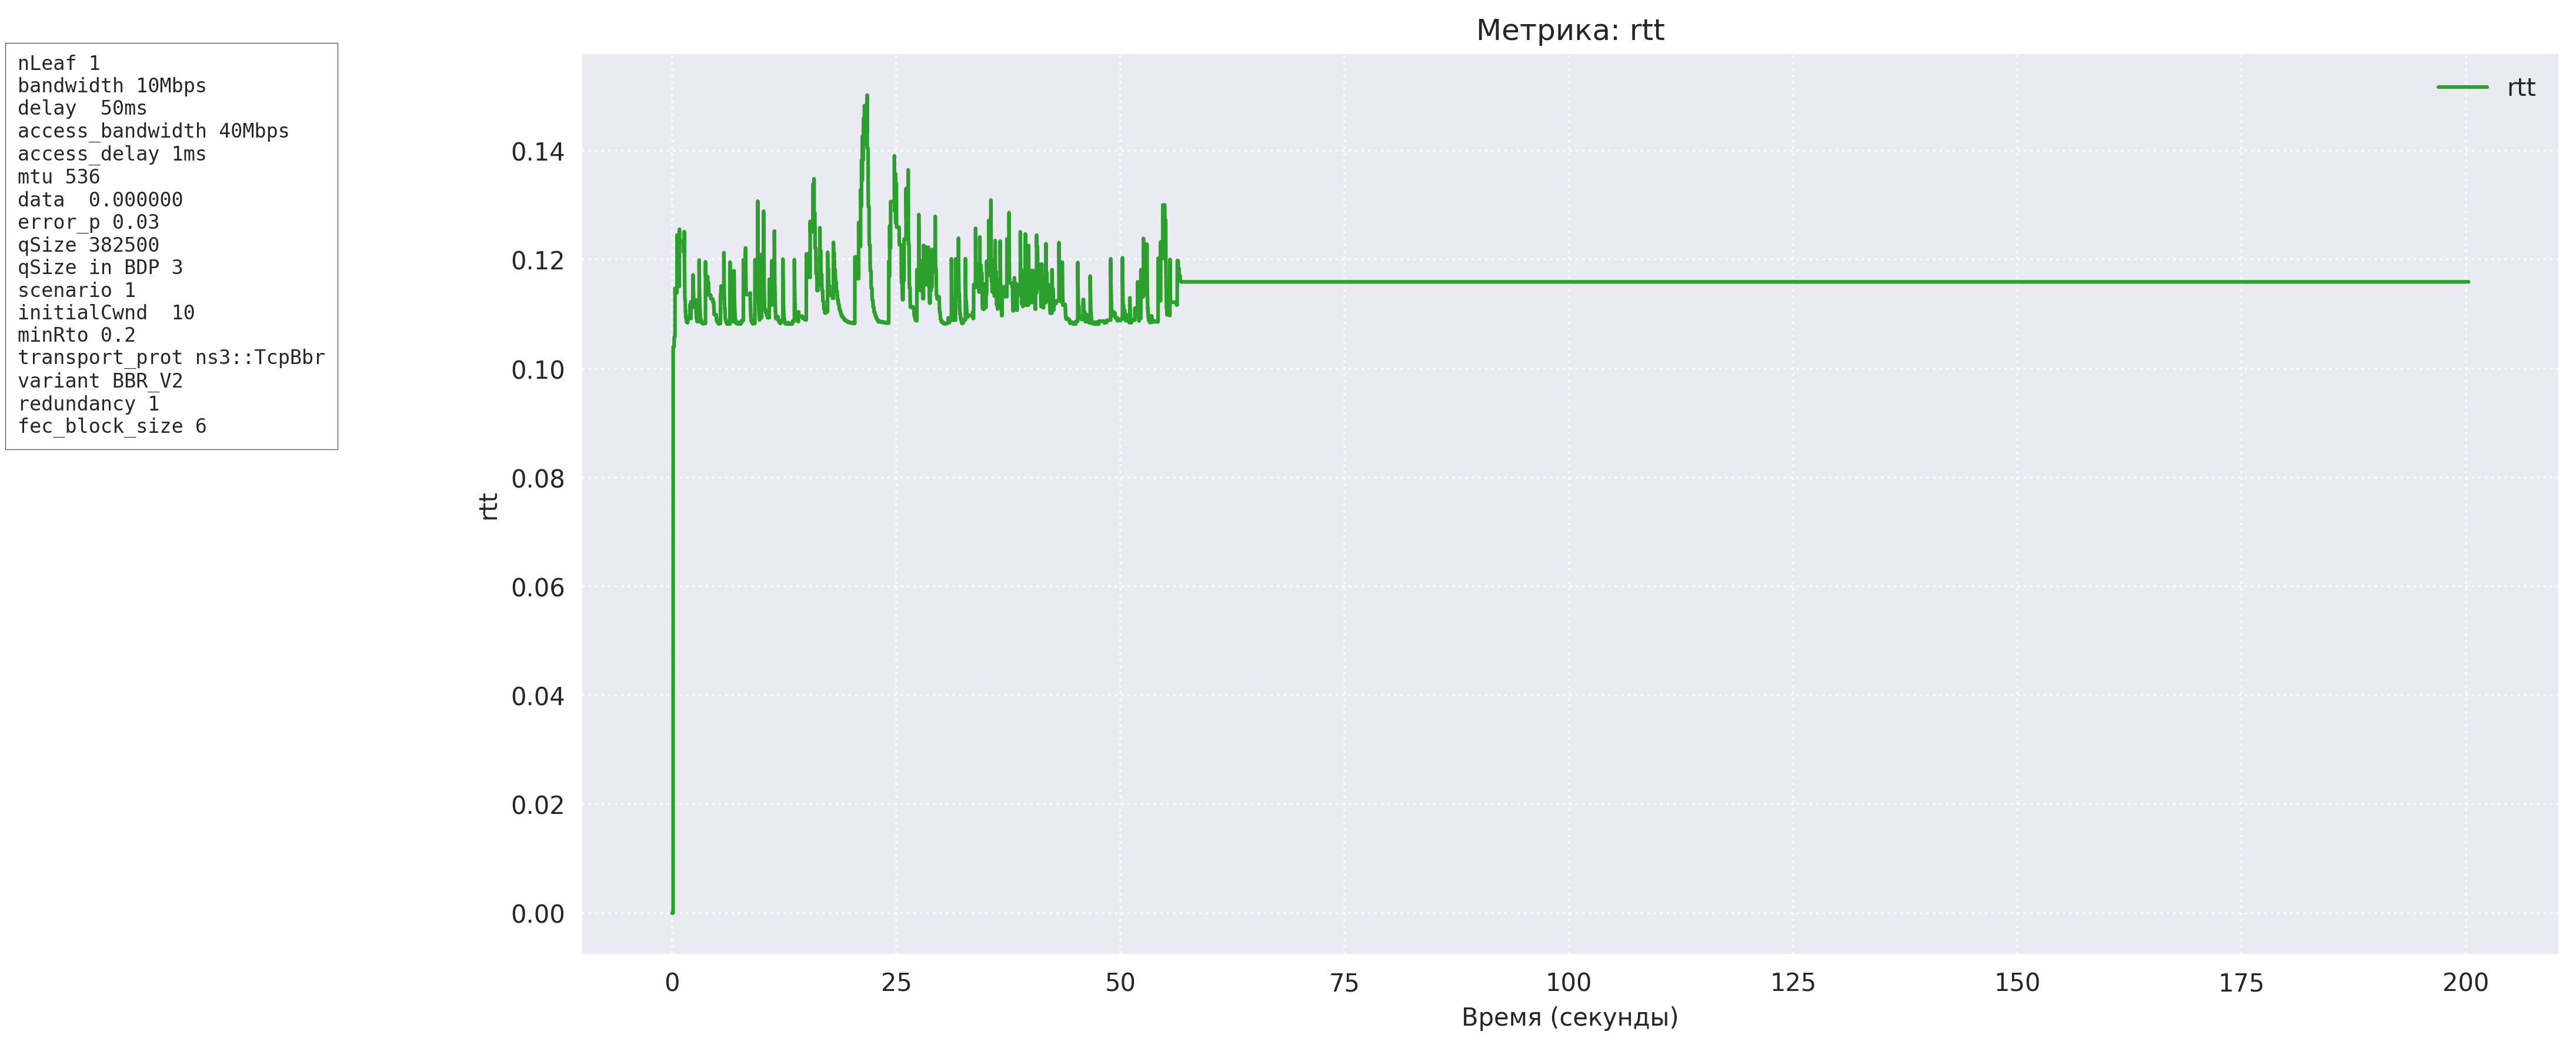 Метрика: rtt
nLeaf 1
bandwidth 10Mbps
delay  50ms
access_bandwidth 40Mbps
access_delay 1ms
mtu 536
data  0.000000
error_p 0.03
qSize 382500
qSize in BDP 3
scenario 1
initialCwnd  10
minRto 0.2
transport_prot ns3::TcpBbr
variant BBR_V2
redundancy 1
fec_block_size 6
rtt
0.14
0.12
0.10
0.08
0.06
0.04
0.02
0.00
rtt
0 25 50 75 100 125 150 175 200
Время (секунды)